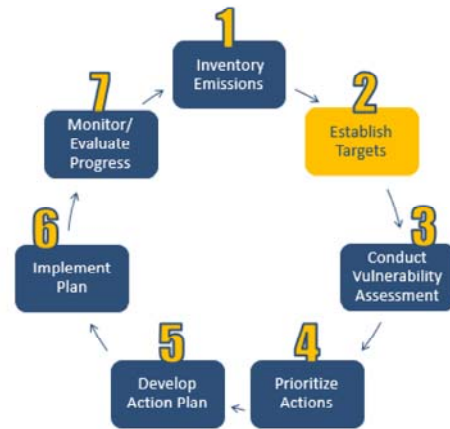 1
Inventory
Emissions
2
Establish
Targets
3
Conduct
Vulnerability
Assessment
4
Prioritize
Actions
5
Develop
Action Plan
6
Implement
Plan
7
Monitor/
Evaluate
Progress